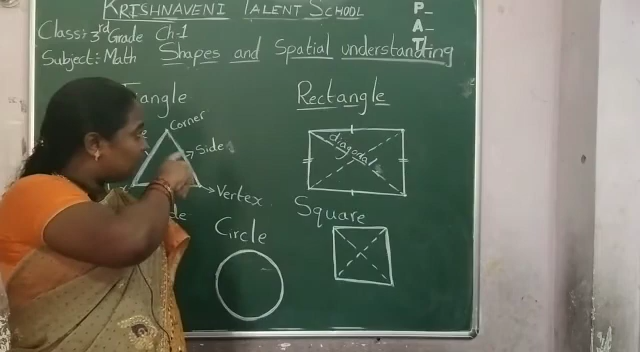 KRISHNAVENI TALENT SCHOOL
P_
A_
T_
Class: 3rd Grade Ch-1
Subject: Math Shapes and Spatial understanding
Rectangle
Corner
Side
Vertex
diagonal
Square
Circle